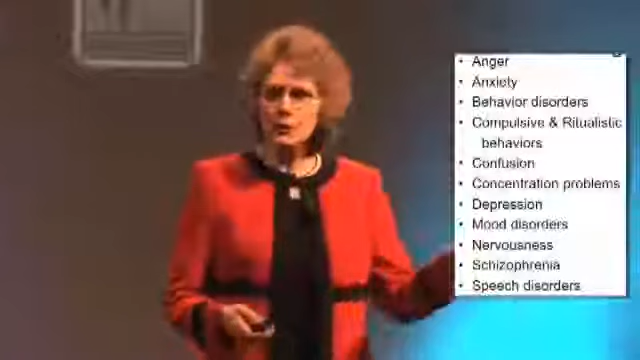 • Anger
• Anxiety
• Behavior disorders
• Compulsive & Ritualistic
behaviors
• Confusion
• Concentration problems
• Depression
• Mood disorders
• Nervousness
• Schizophrenia
• Speech disorders